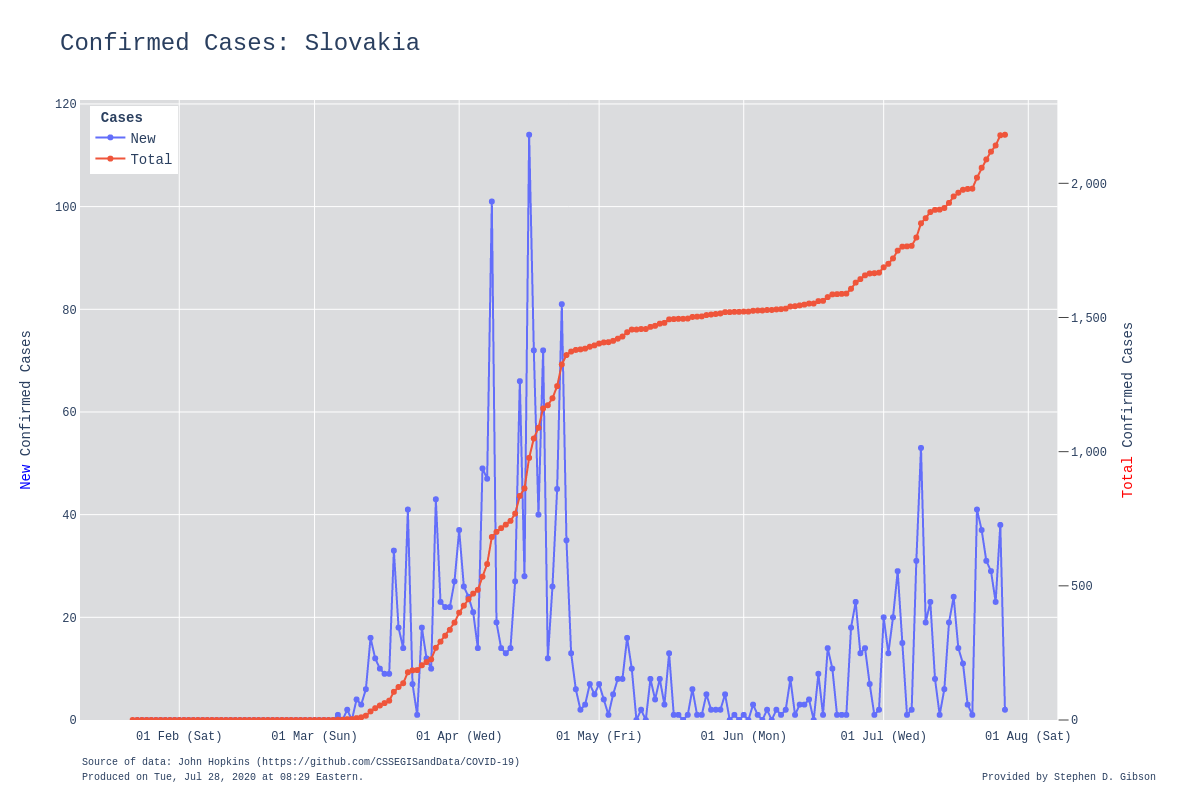 Confirmed Cases: Slovakia
Cases
New
Total
120
100
80
60
40
20
0
New Confirmed Cases
2,000
1,500
1,000
500
0
Total Confirmed Cases
01 Feb (Sat) 01 Mar (Sun) 01 Apr (Wed) 01 May (Fri) 01 Jun (Mon) 01 Jul (Wed) 01 Aug (Sat)
Source of data: John Hopkins (https://github.com/CSSEGISandData/COVID-19)
Produced on Tue, Jul 28, 2020 at 08:29 Eastern.
Provided by Stephen D. Gibson